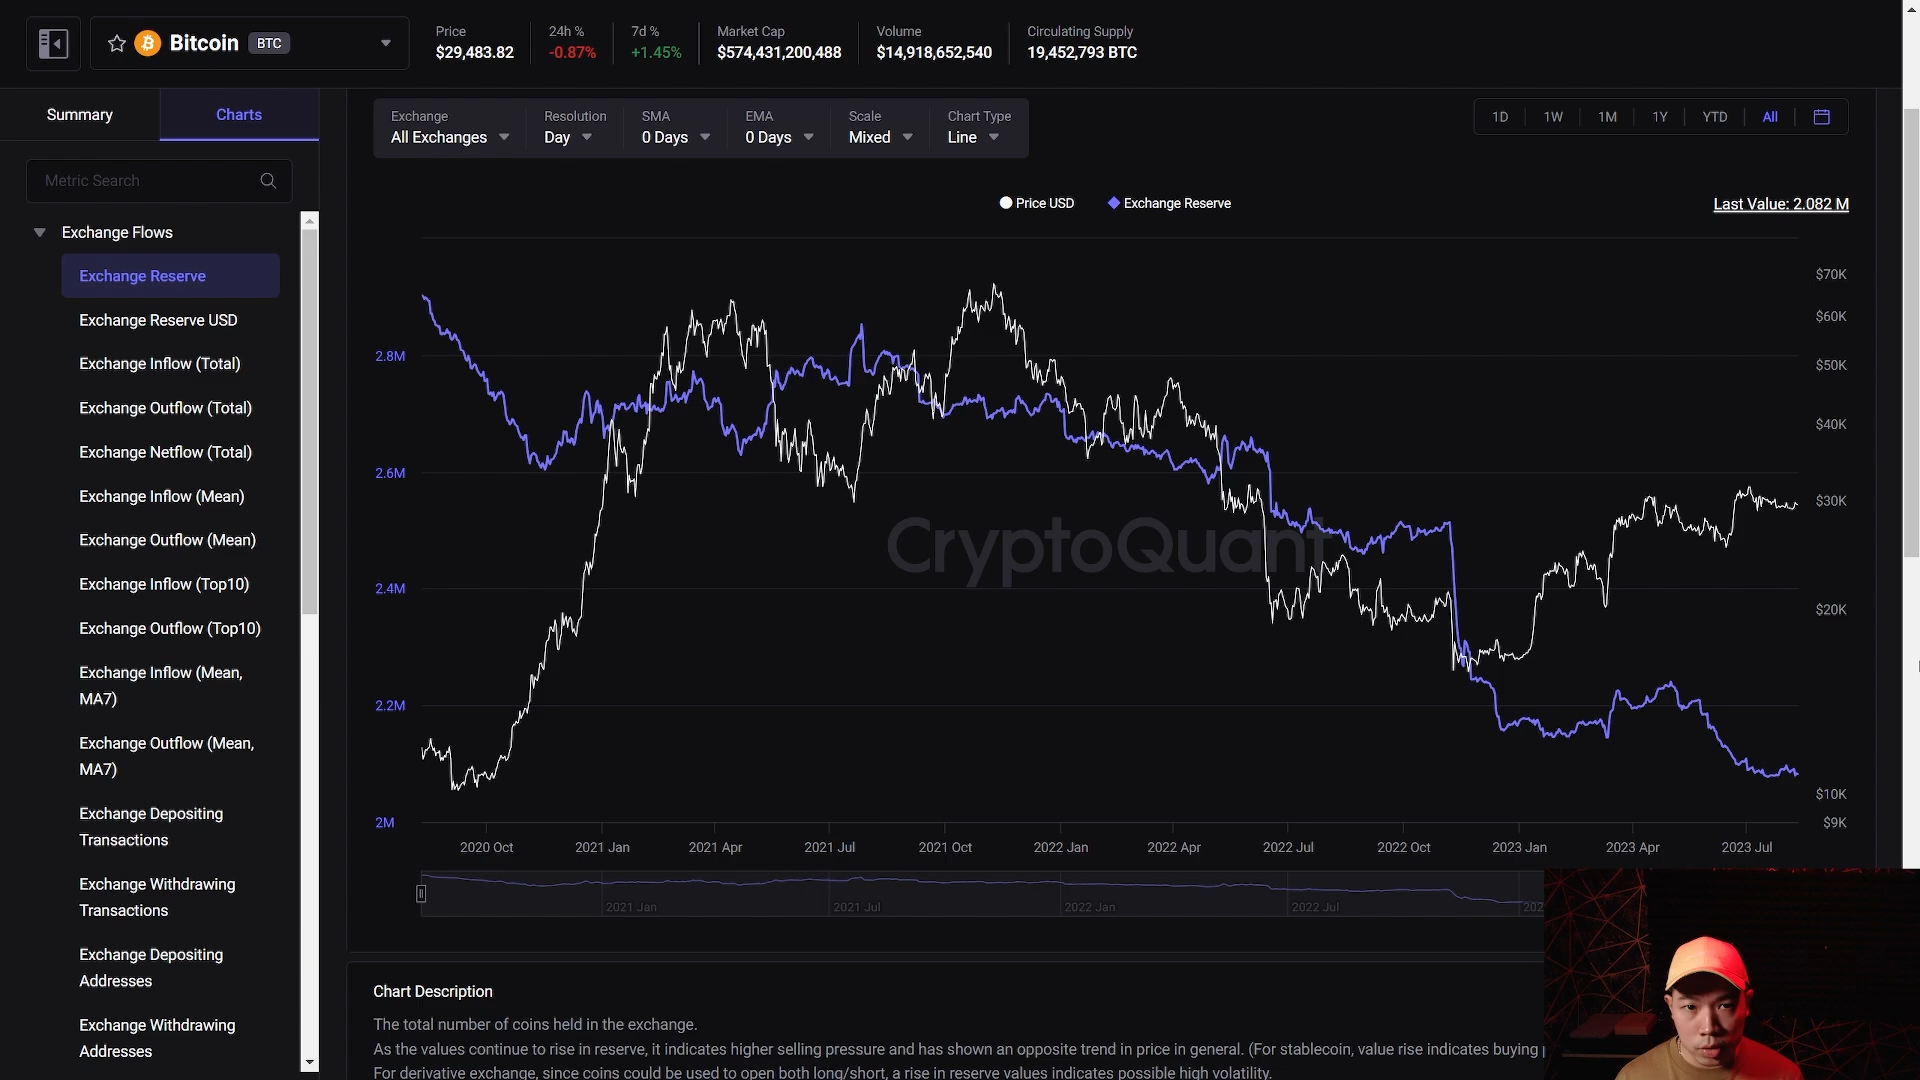 Bitcoin BTC
Price
$29,483.82
24h %
-0.87%
7d %
+1.45%
Market Cap
$574,431,200,488
Volume
$14,918,652,540
Circulating Supply
19,452,793 BTC
Summary
Charts
Metric Search
Exchange Flows
Exchange Reserve
Exchange Reserve USD
Exchange Inflow (Total)
Exchange Outflow (Total)
Exchange Netflow (Total)
Exchange Inflow (Mean)
Exchange Outflow (Mean)
Exchange Inflow (Top10)
Exchange Outflow (Top10)
Exchange Inflow (Mean,
MA7)
Exchange Outflow (Mean,
MA7)
Exchange Depositing
Transactions
Exchange Withdrawing
Transactions
Exchange Depositing
Addresses
Exchange Withdrawing
Addresses
Exchange
All Exchanges
Resolution
Day
SMA
0 Days
EMA
0 Days
Scale
Mixed
Chart Type
Line
1D 1W 1M 1Y YTD All
Price USD Exchange Reserve
Last Value: 2.082 M
2.8M
2.6M
2.4M
2.2M
2M
CryptoQuant
$70K
$60K
$50K
$40K
$30K
$20K
$10K
$9K
2020 Oct 2021 Jan 2021 Apr 2021 Jul 2021 Oct 2022 Jan 2022 Apr 2022 Jul 2022 Oct 2023 Jan 2023 Apr 2023 Jul
2021 Jan 2021 Jul 2022 Jan 2022 Jul 202
Chart Description
The total number of coins held in the exchange.
As the values continue to rise in reserve, it indicates higher selling pressure and has shown an opposite trend in price in general. (For stablecoin, value rise indicates buying
For derivative exchange, since coins could be used to open both long/short, a rise in reserve values indicates possible high volatility.